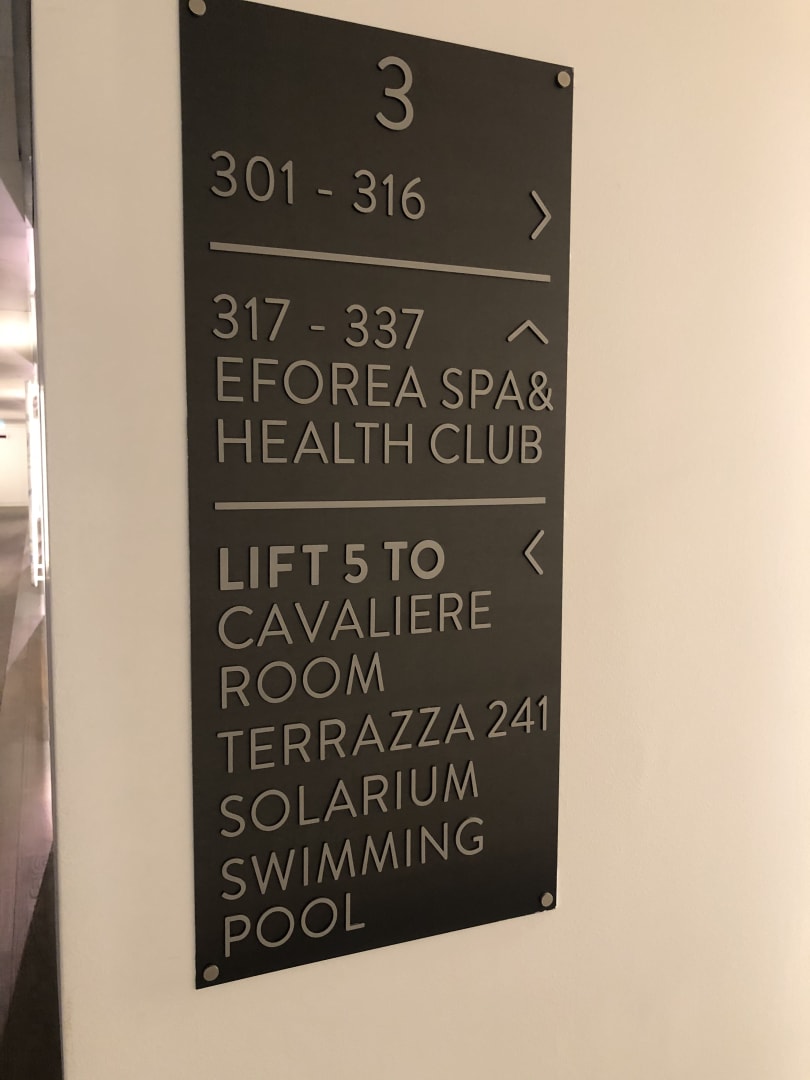 3
301 - 316 >
317 - 337 ^
EFOREA SPA&
HEALTH CLUB
LIFT 5 TO <
CAVALIERE
ROOM
TERRAZZA 241
SOLARIUM
SWIMMING
POOL